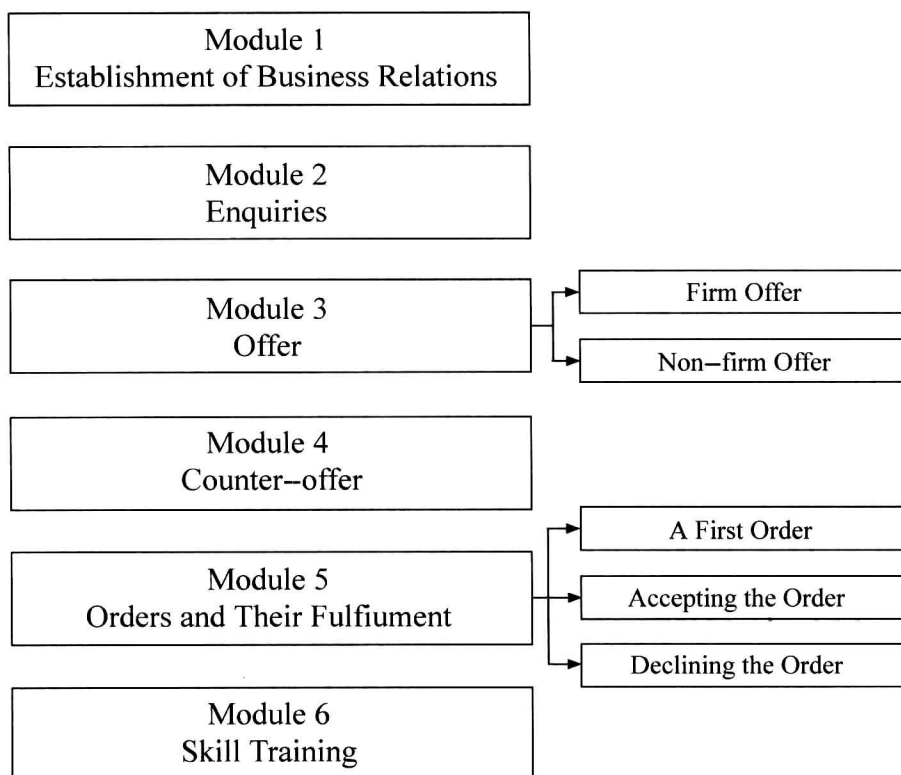 Module 1
Establishment of Business Relations
Module 2
Enquiries
Module 3
Offer
Firm Offer
Non–firm Offer
Module 4
Counter–offer
Module 5
Orders and Their Fulfiument
A First Order
Accepting the Order
Declining the Order
Module 6
Skill Training